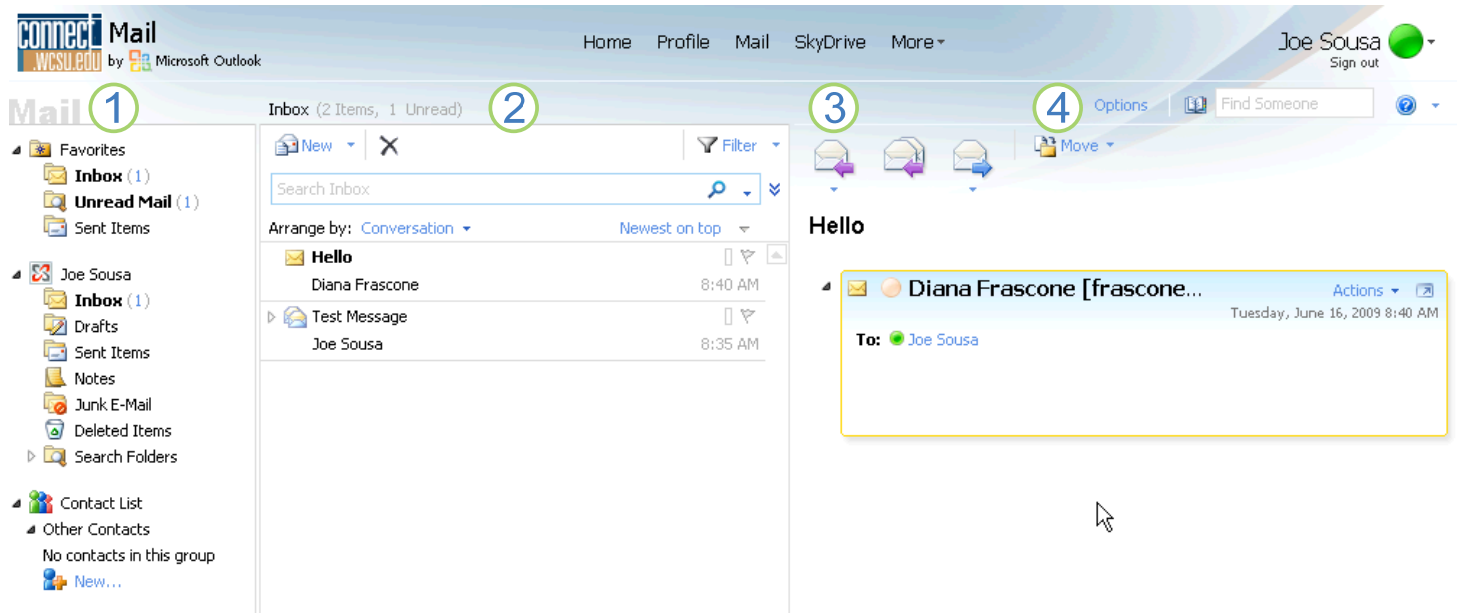 connect Mail
.WCSU.EDU by Microsoft Outlook
Home Profile Mail SkyDrive More
Joe Sousa
Sign out
Mail 1
Inbox (2 Items, 1 Unread) 2
3
4 Options Find Someone
Favorites
Inbox (1)
Unread Mail (1)
Sent Items
Joe Sousa
Inbox (1)
Drafts
Sent Items
Notes
Junk E-Mail
Deleted Items
Search Folders
Contact List
Other Contacts
No contacts in this group
New...
New Filter
Search Inbox
Arrange by: Conversation Newest on top
Hello
Diana Frascone 8:40 AM
Test Message
Joe Sousa 8:35 AM
Move
Hello
Diana Frascone [frascone... Actions
Tuesday, June 16, 2009 8:40 AM
To: Joe Sousa